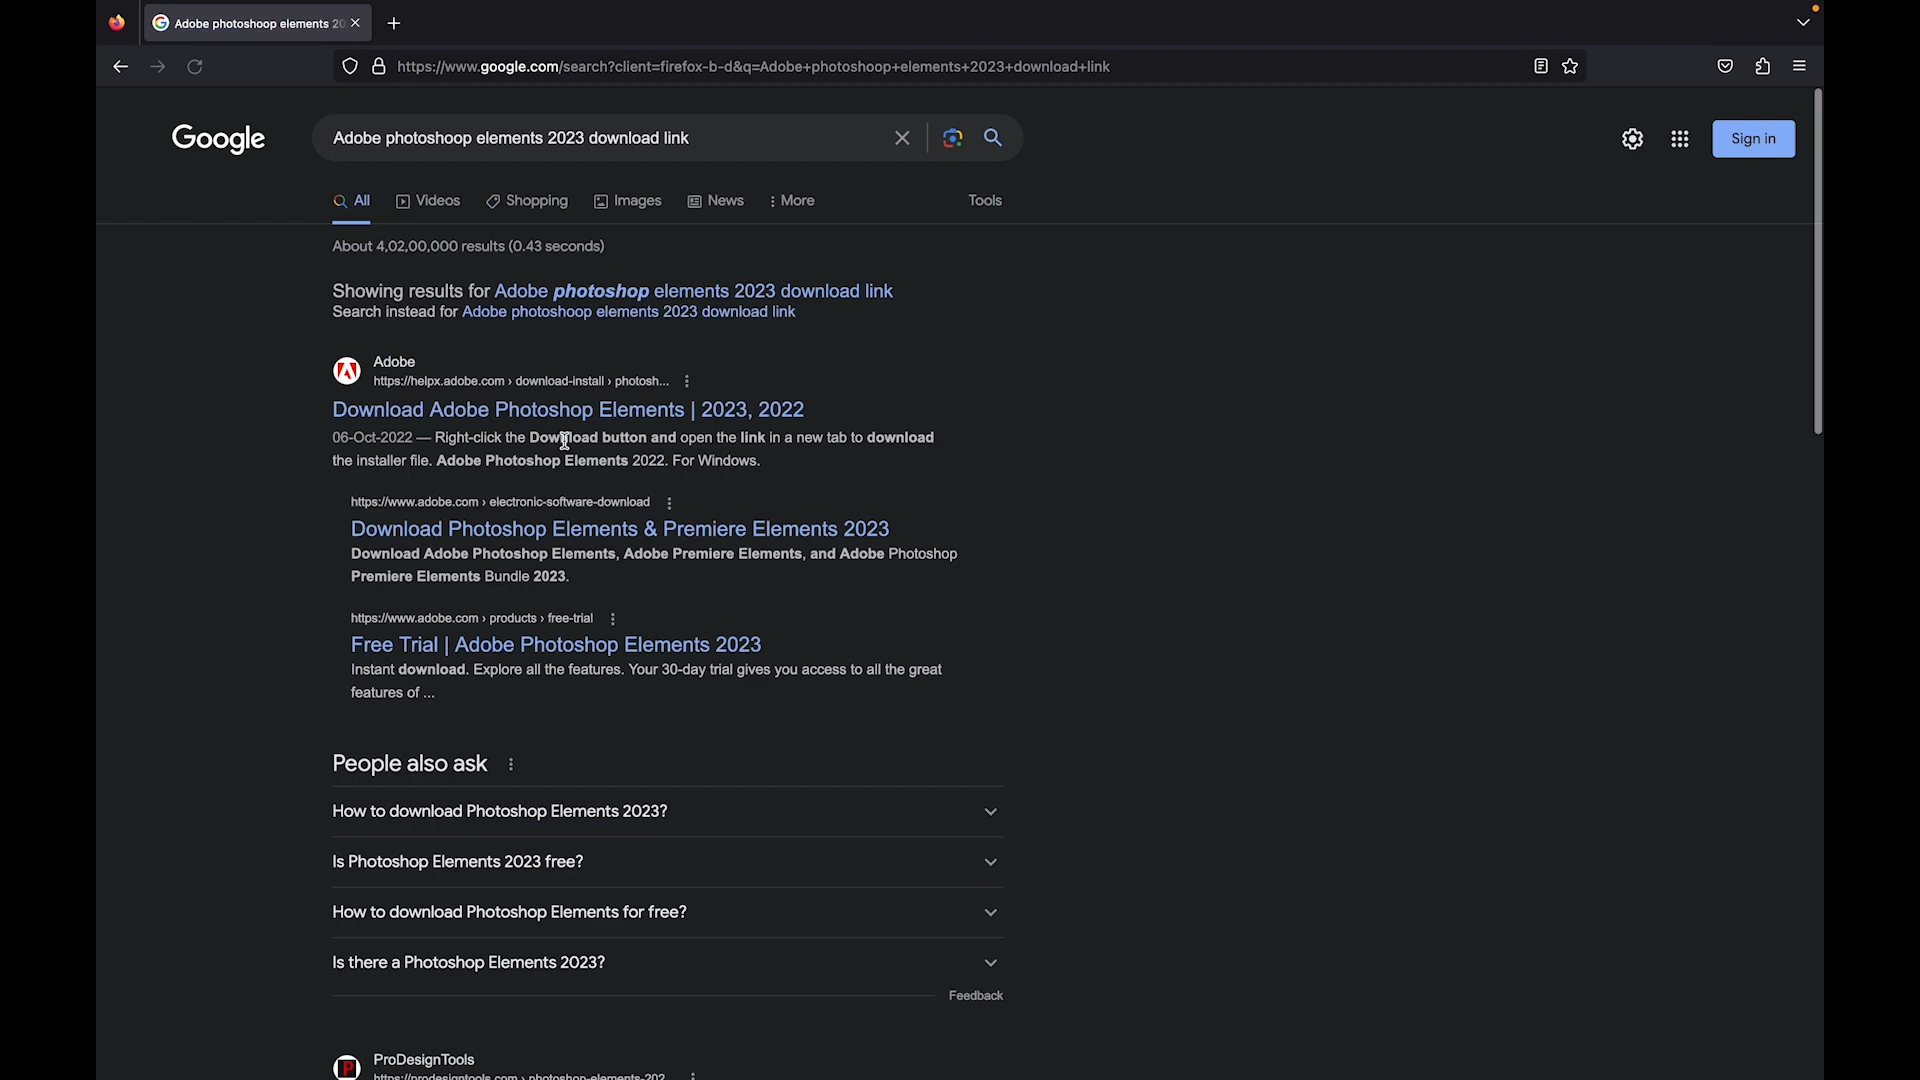 Adobe photoshoop elements 20
https://www.google.com/search?client=firefox-b-d&q=Adobe+photoshoop+elements+2023+download+link
Google
Adobe photoshoop elements 2023 download link
Sign in
All
Videos
Shopping
Images
News
More
Tools
About 4,02,00,000 results (0.43 seconds)
Showing results for Adobe photoshop elements 2023 download link
Search instead for Adobe photoshoop elements 2023 download link
Adobe
https://helpx.adobe.com › download-install › photosh...
Download Adobe Photoshop Elements | 2023, 2022
06-Oct-2022 — Right-click the Download button and open the link in a new tab to download
the installer file. Adobe Photoshop Elements 2022. For Windows.
https://www.adobe.com › electronic-software-download
Download Photoshop Elements & Premiere Elements 2023
Download Adobe Photoshop Elements, Adobe Premiere Elements, and Adobe Photoshop
Premiere Elements Bundle 2023.
https://www.adobe.com › products › free-trial
Free Trial | Adobe Photoshop Elements 2023
Instant download. Explore all the features. Your 30-day trial gives you access to all the great
features of ...
People also ask
How to download Photoshop Elements 2023?
Is Photoshop Elements 2023 free?
How to download Photoshop Elements for free?
Is there a Photoshop Elements 2023?
Feedback
P
ProDesignTools
https://prodesigntools.com › photoshop-elements-202...